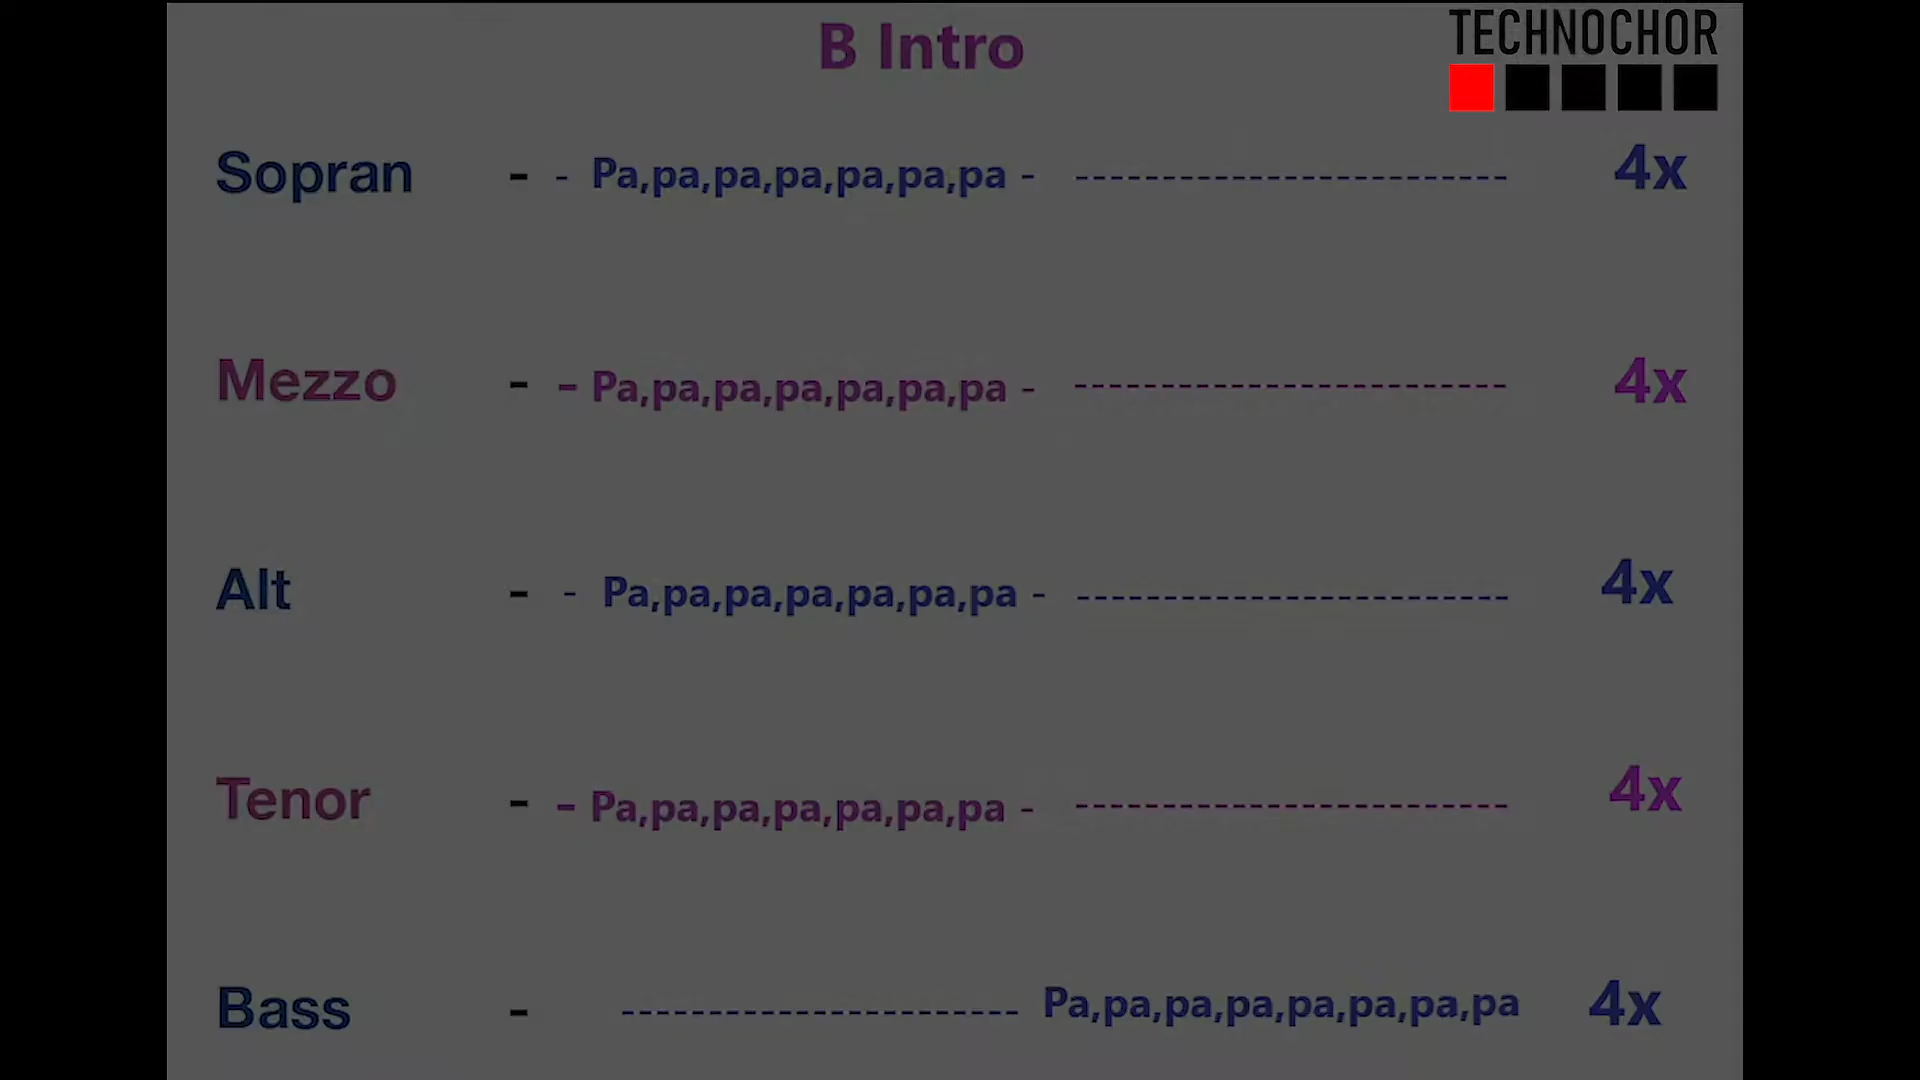 B Intro
TECHNOCHOR
Sopran - - Pa,pa,pa,pa,pa,pa,pa - ------------------------- 4x
Mezzo - - Pa,pa,pa,pa,pa,pa,pa - ------------------------- 4x
Alt - - Pa,pa,pa,pa,pa,pa,pa - ------------------------- 4x
Tenor - - Pa,pa,pa,pa,pa,pa,pa - ------------------------- 4x
Bass - ----------------------- Pa,pa,pa,pa,pa,pa,pa,pa 4x